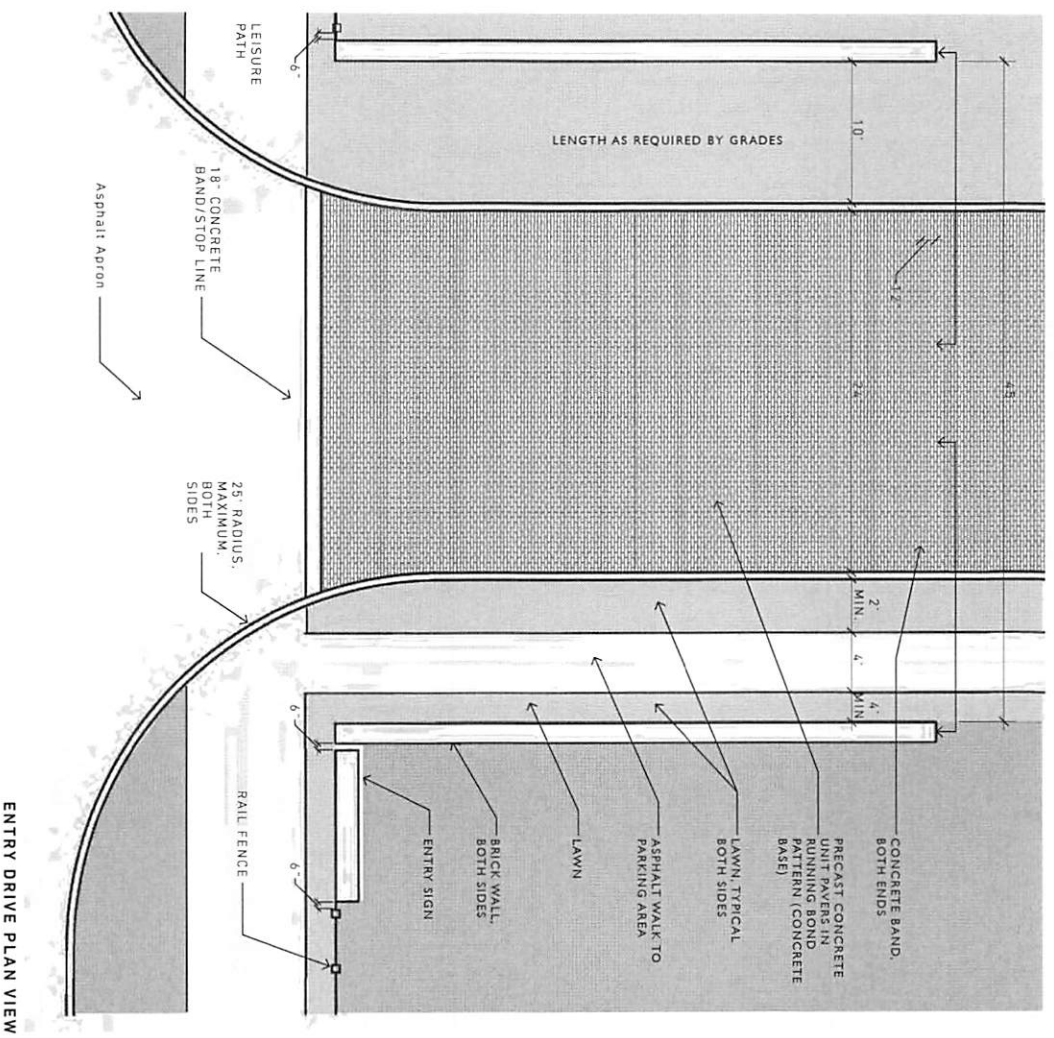 LEISURE
PATH
6"
LENGTH AS REQUIRED BY GRADES
10'
18" CONCRETE
BAND/STOP LINE
Asphalt Apron
12"
24'
45'
25' RADIUS,
MAXIMUM,
BOTH
SIDES
2'
MIN.
4'
4'
MIN
6"
6"
RAIL FENCE
CONCRETE BAND,
BOTH ENDS
PRECAST CONCRETE
UNIT PAVERS IN
RUNNING BOND
PATTERN (CONCRETE
BASE)
LAWN TYPICAL
BOTH SIDES
ASPHALT WALK TO
PARKING AREA
LAWN
BRICK WALL,
BOTH SIDES
ENTRY SIGN
ENTRY DRIVE PLAN VIEW